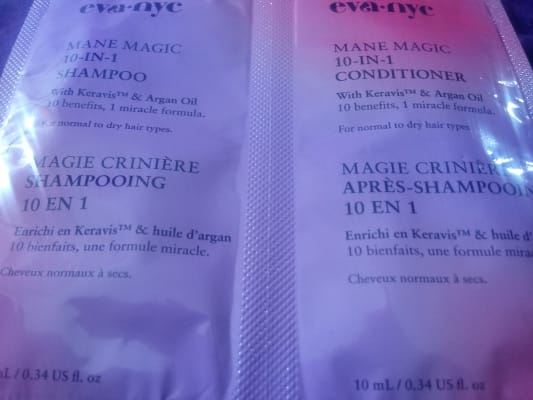 eva·nyc
MANE MAGIC
10-IN-1
SHAMPOO
With Keravis™ & Argan Oil
10 benefits, 1 miracle formula.
For normal to dry hair types.
MAGIE CRINIÈRE
SHAMPOOING
10 EN 1
Enrichi en Keravis™ & huile d'argan
10 bienfaits, une formule miracle.
Cheveux normaux à secs.
mL / 0.34 US fl. oz
eva·nyc
MANE MAGIC
10-IN-1
CONDITIONER
With Keravis™ & Argan Oil
10 benefits, 1 miracle formula.
For normal to dry hair types.
MAGIE CRINIÈRE
APRÈS-SHAMPOOIN
10 EN 1
Enrichi en Keravis™ & huile d'
10 bienfaits, une formule mirac
Cheveux normaux à secs.
10 mL / 0.34 US fl. oz